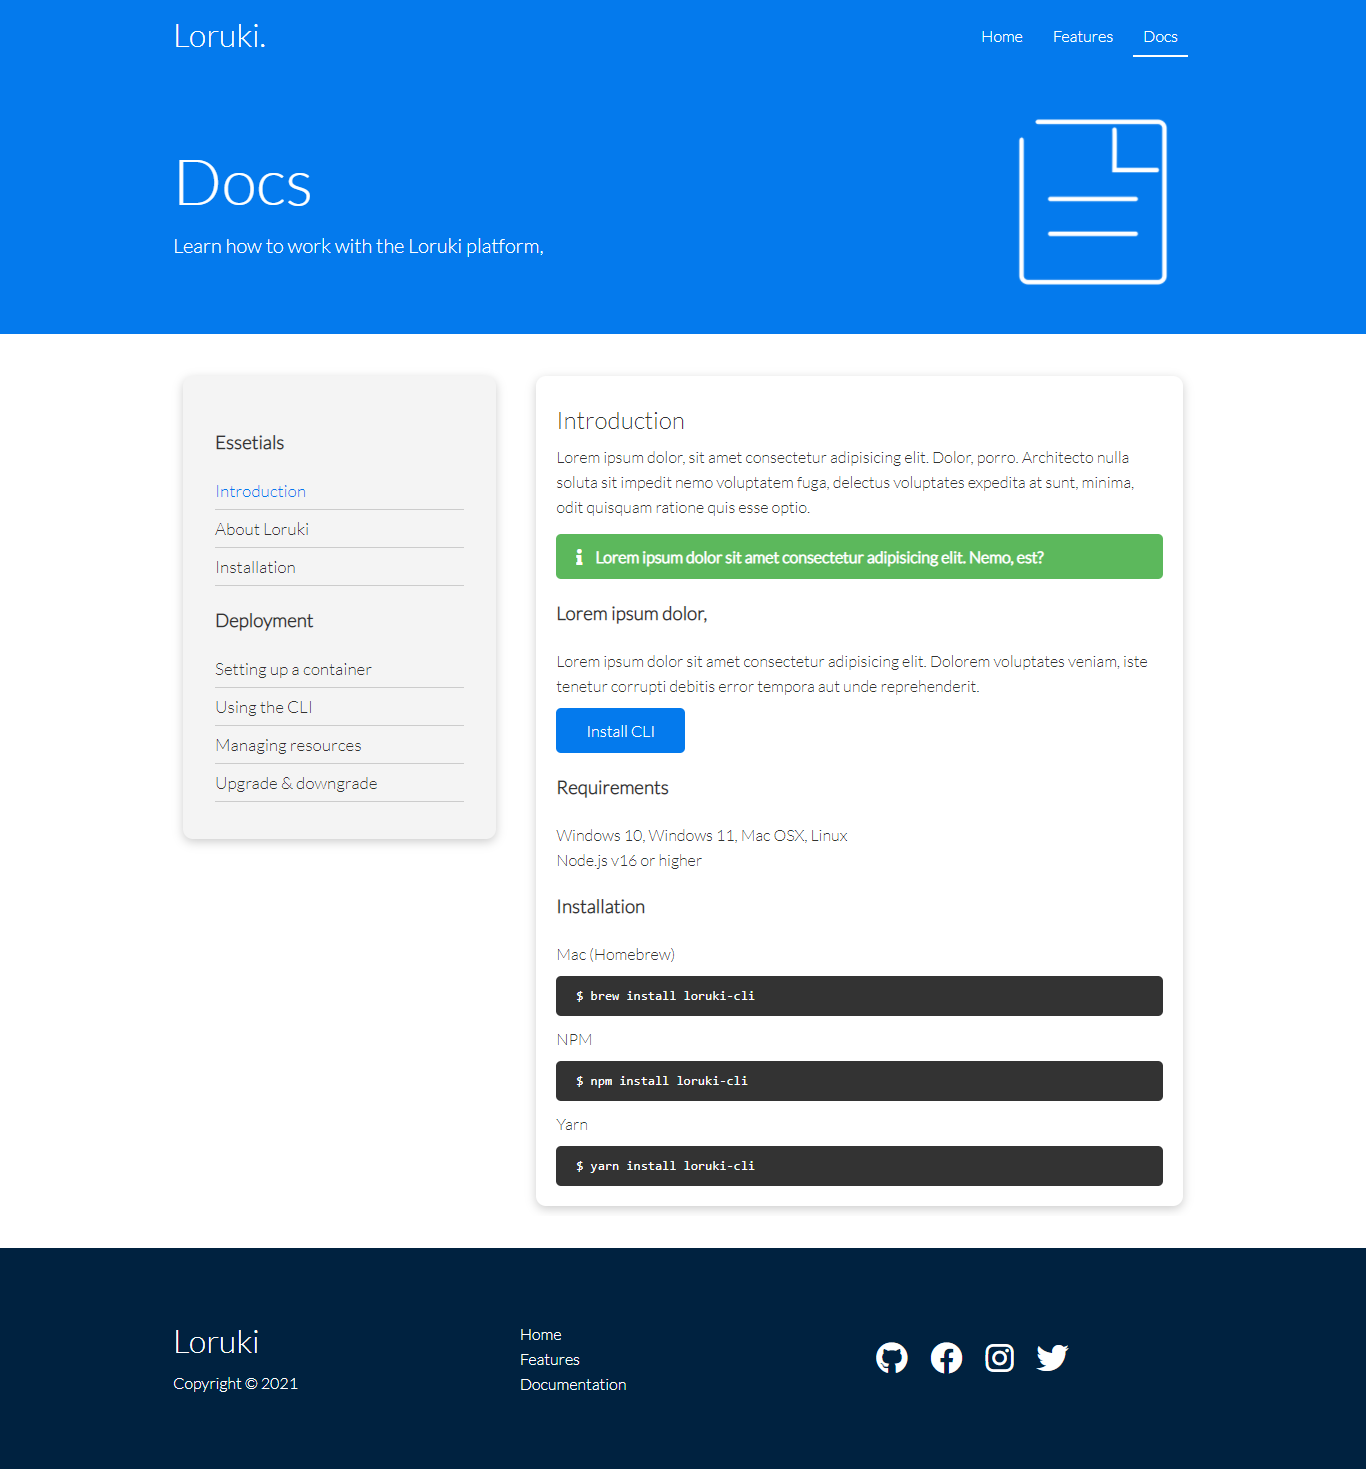 Loruki.
Home
Features
Docs
Docs
Learn how to work with the Loruki platform,
Essetials
Introduction
About Loruki
Installation
Deployment
Setting up a container
Using the CLI
Managing resources
Upgrade & downgrade
Introduction
Lorem ipsum dolor, sit amet consectetur adipisicing elit. Dolor, porro. Architecto nulla
soluta sit impedit nemo voluptatem fuga, delectus voluptates expedita at sunt, minima,
odit quisquam ratione quis esse optio.
Lorem ipsum dolor sit amet consectetur adipisicing elit. Nemo, est?
Lorem ipsum dolor,
Lorem ipsum dolor sit amet consectetur adipisicing elit. Dolorem voluptates veniam, iste
tenetur corrupti debitis error tempora aut unde reprehenderit.
Install CLI
Requirements
Windows 10, Windows 11, Mac OSX, Linux
Node.js v16 or higher
Installation
Mac (Homebrew)
$ brew install loruki-cli
NPM
$ npm install loruki-cli
Yarn
$ yarn install loruki-cli
Loruki
Copyright © 2021
Home
Features
Documentation